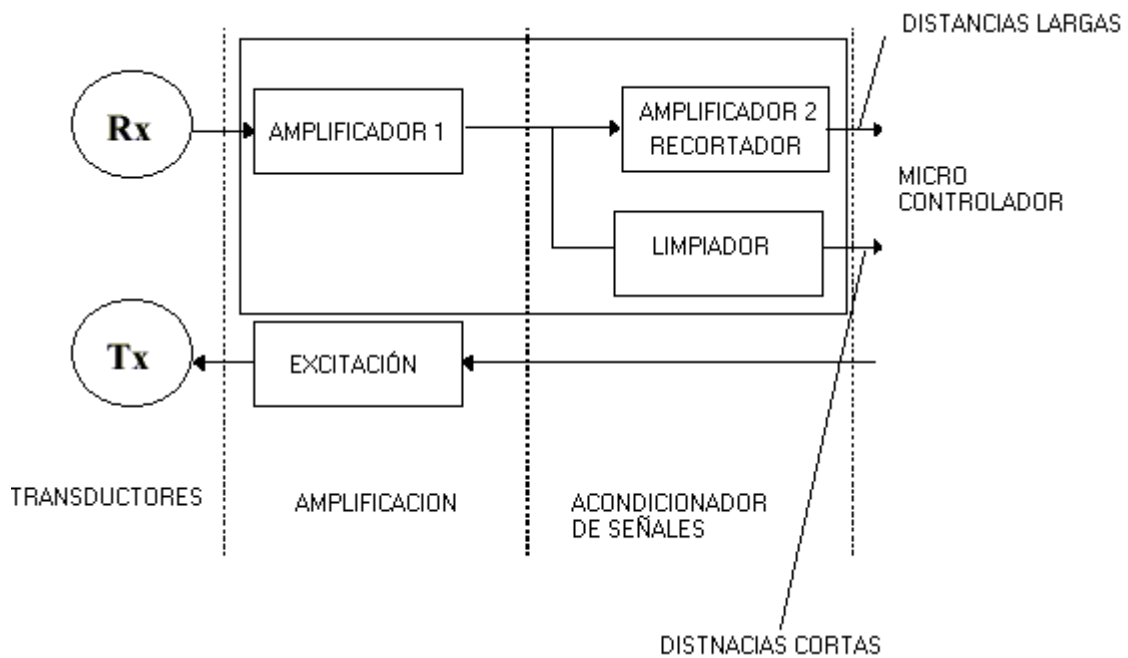 DISTANCIAS LARGAS
Rx
AMPLIFICADOR 1
AMPLIFICADOR 2
RECORTADOR
MICRO
CONTROLADOR
LIMPIADOR
Tx
EXCITACIÓN
TRANSDUCTORES
AMPLIFICACION
ACONDICIONADOR
DE SEÑALES
DISTNACIAS CORTAS